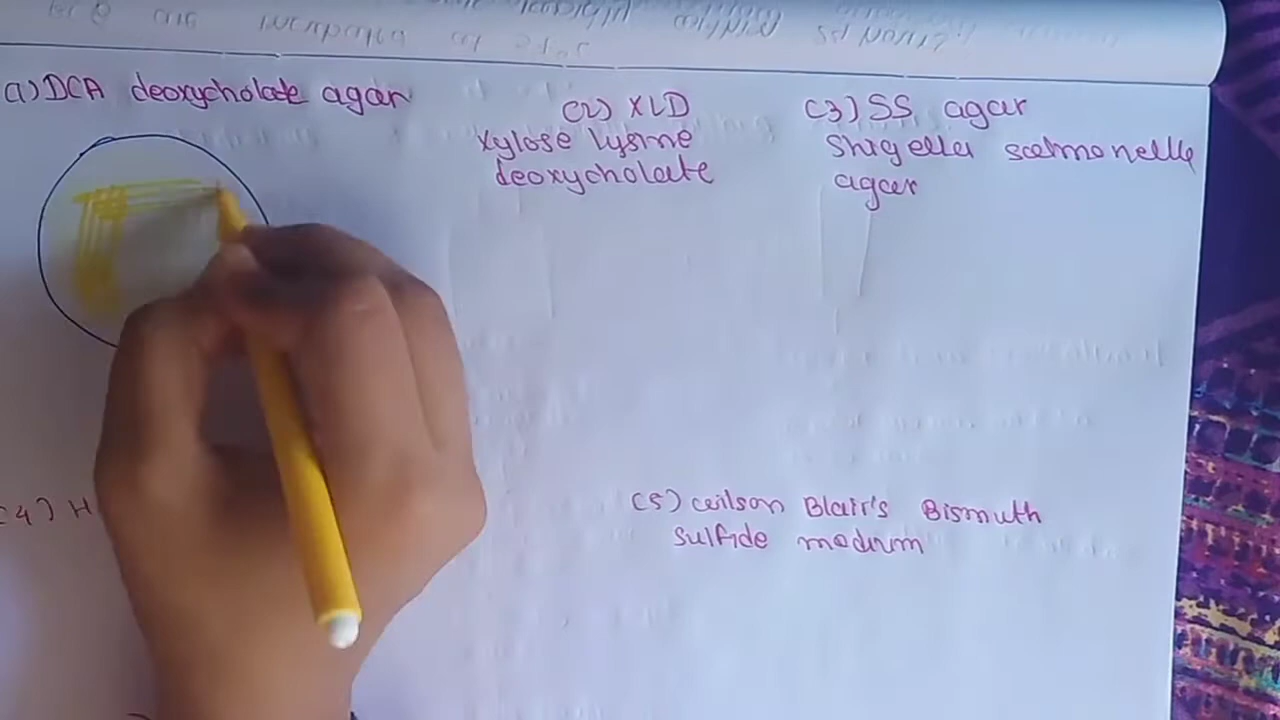 a) DCA deoxycholate agar
(2) XLD
Xylose lysine
deoxycholate
(3) SS agar
Shigella salmonella
agar
(4) H
(5) wilson Blair's Bismuth
sulfide medium